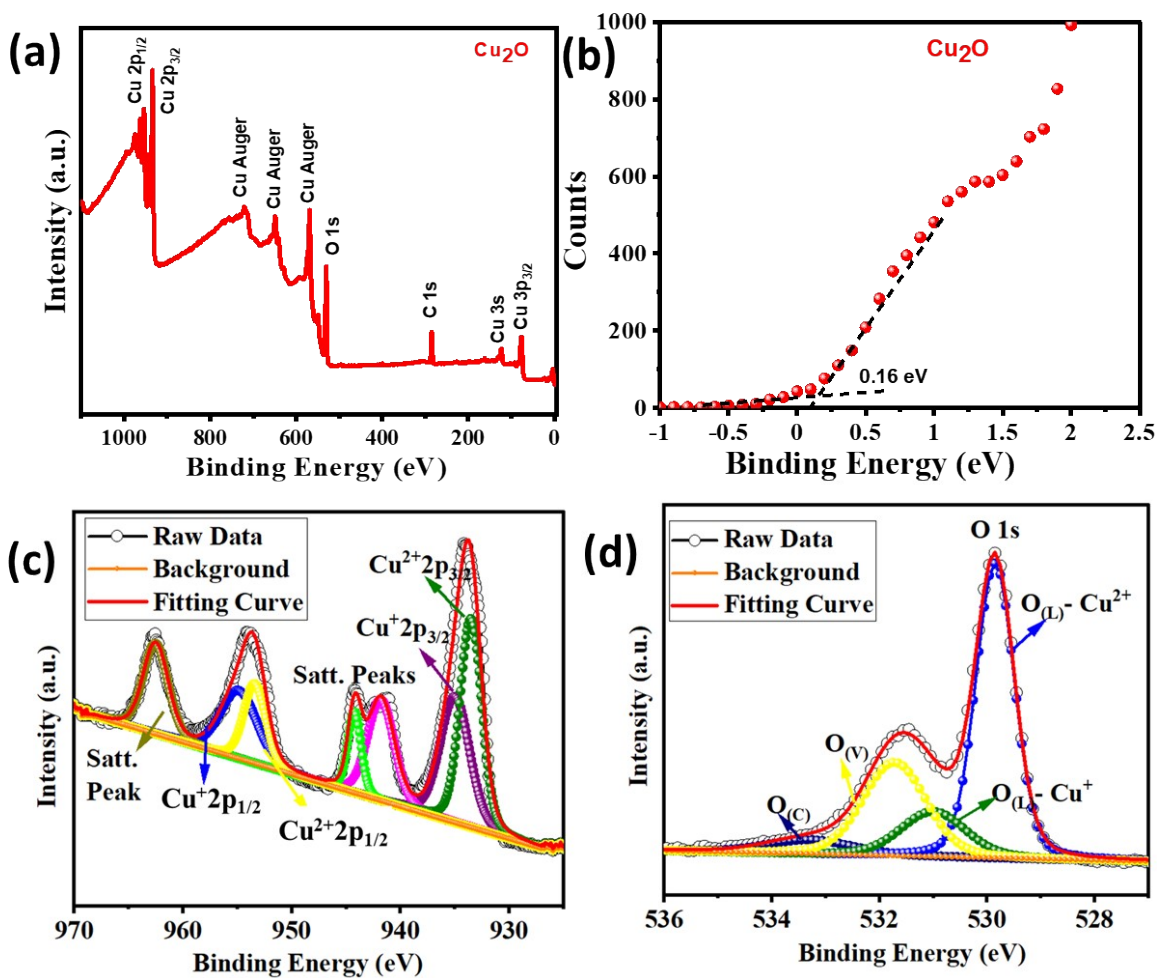 (a)
Cu₂O
Cu 2p₁/₂
Cu 2p₃/₂
Cu Auger
Cu Auger
Cu Auger
O 1s
C 1s
Cu 3s
Cu 3p₃/₂
Intensity (a.u.)
1000 800 600 400 200 0
Binding Energy (eV)
(b)
Cu₂O
1000
800
600
400
200
0
Counts
0.16 eV
-1 -0.5 0 0.5 1 1.5 2 2.5
Binding Energy (eV)
(c)
Raw Data
Background
Fitting Curve
Cu²⁺2p₃/₂
Cu⁺2p₃/₂
Satt. Peaks
Satt.
Peak
Cu⁺2p₁/₂
Cu²⁺2p₁/₂
Intensity (a.u.)
970 960 950 940 930
Binding Energy (eV)
(d)
Raw Data
Background
Fitting Curve
O 1s
O(L)- Cu²⁺
O(V)
O(C)
O(L)- Cu⁺
Intensity (a.u.)
536 534 532 530 528
Binding Energy (eV)